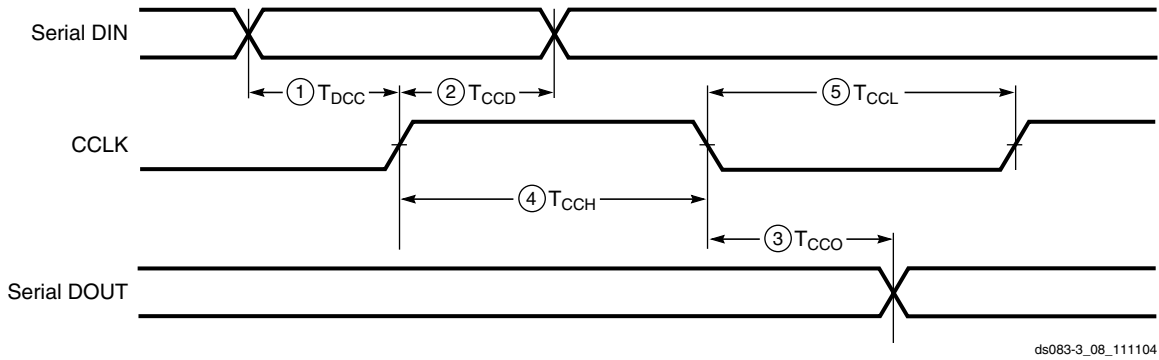 Serial DIN
1 T_DCC
2 T_CCD
5 T_CCL
CCLK
4 T_CCH
3 T_CCO
Serial DOUT
ds083-3_08_111104